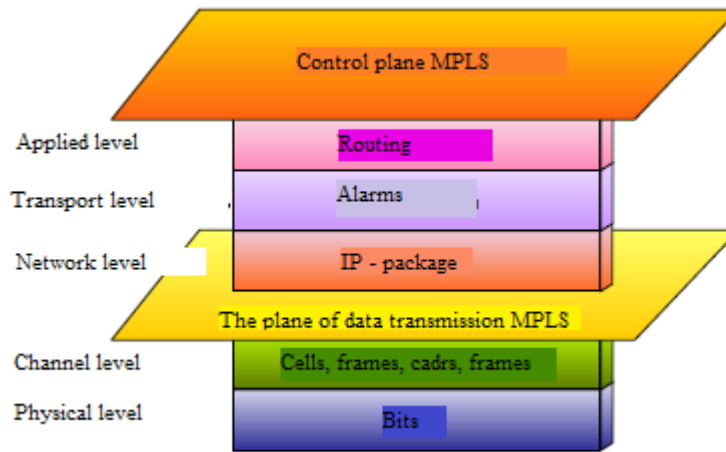 Control plane MPLS
Applied level
Routing
Transport level
Alarms
Network level
IP - package
The plane of data transmission MPLS
Channel level
Cells, frames, cadrs, frames
Physical level
Bits